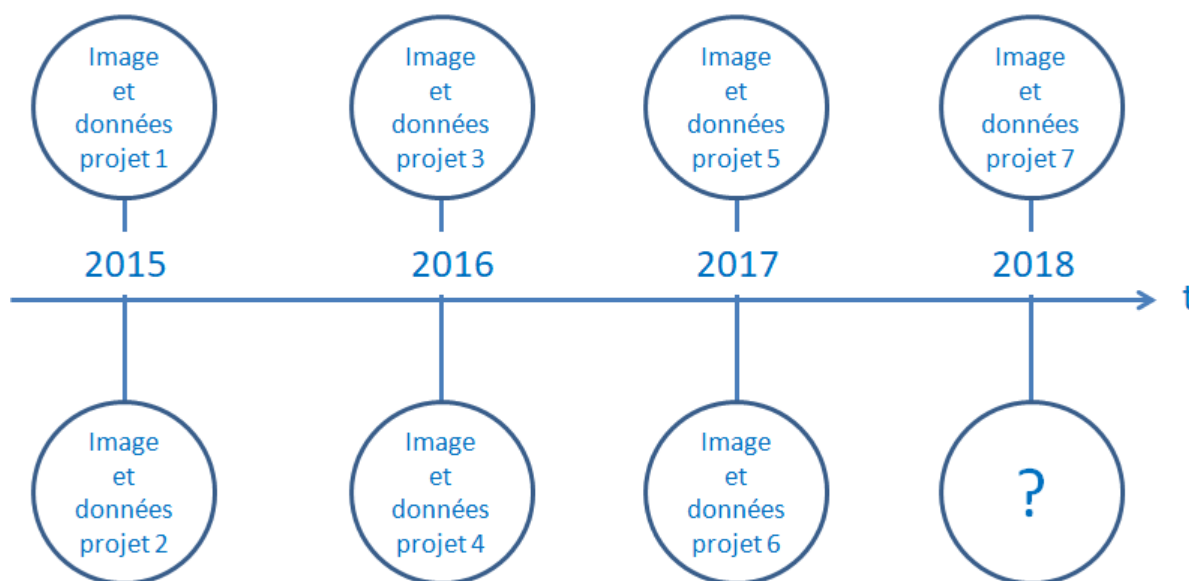 Image
et
données
projet 1
Image
et
données
projet 3
Image
et
données
projet 5
Image
et
données
projet 7
2015
2016
2017
2018
t
Image
et
données
projet 2
Image
et
données
projet 4
Image
et
données
projet 6
?